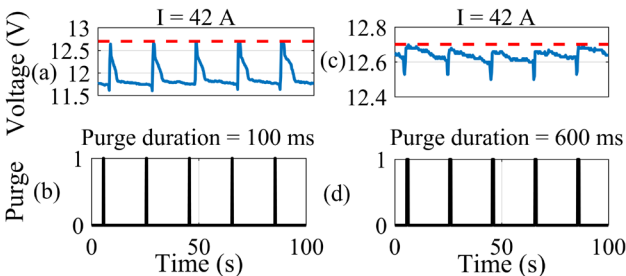 I = 42 A
I = 42 A
Voltage (V)
13
12.5
12
11.5
(a)
12.8
12.6
12.4
(c)
Purge duration = 100 ms
Purge duration = 600 ms
Purge
1
0
(b)
1
0
(d)
0
50
100
0
50
100
Time (s)
Time (s)